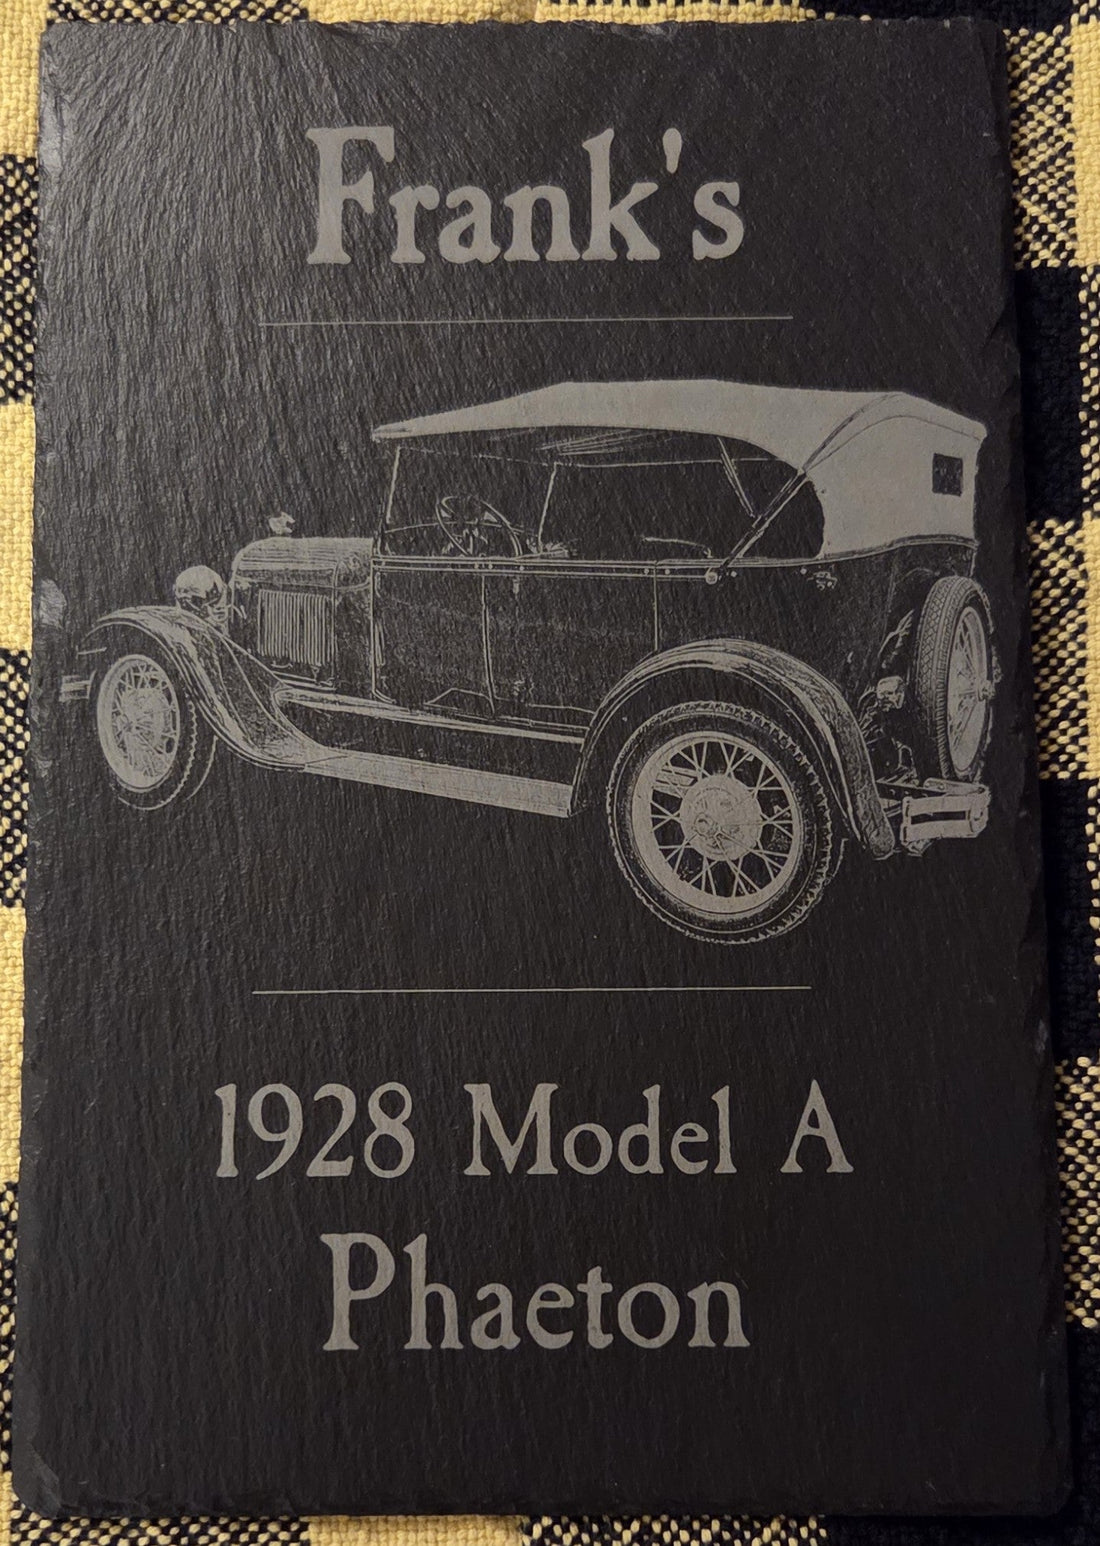 Frank's
1928 Model A
Phaeton